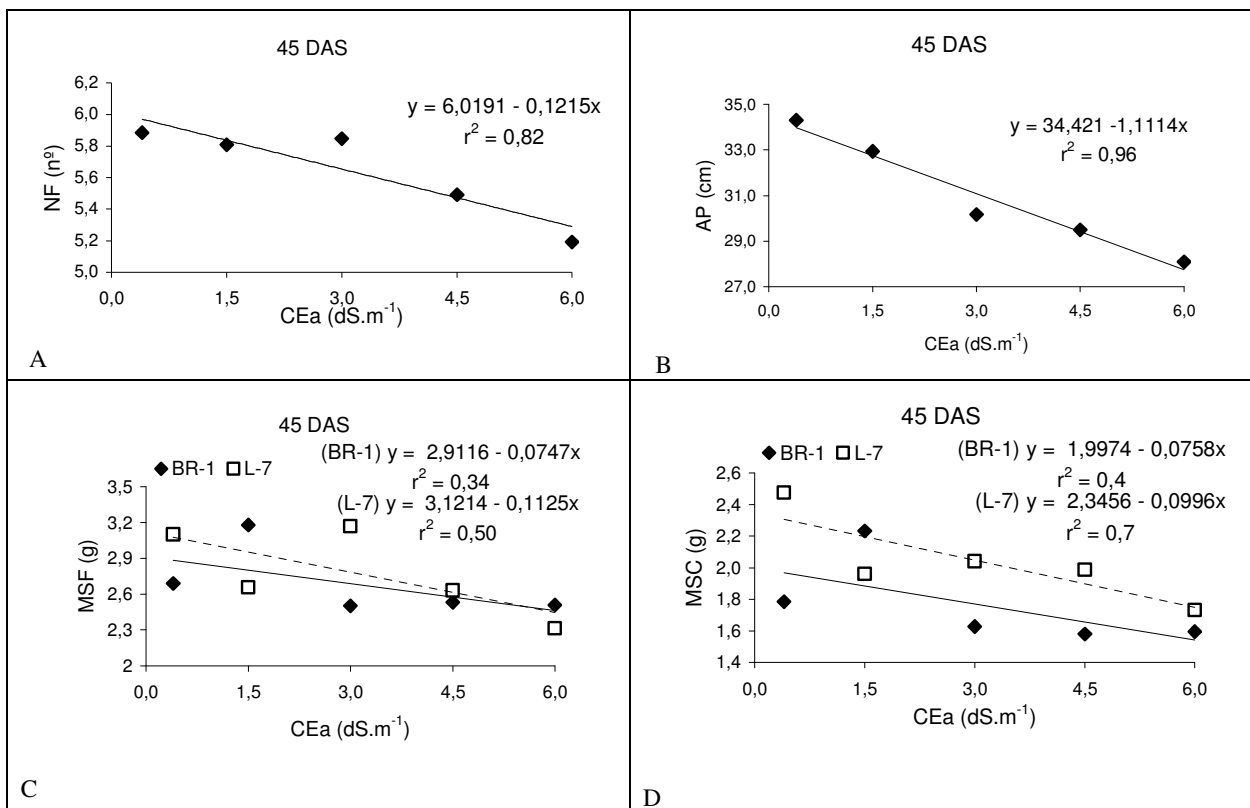 45 DAS
y = 6,0191 - 0,1215x
r² = 0,82
6,2
6,0
5,8
5,6
5,4
5,2
5,0
NF (nº)
0,0 1,5 3,0 4,5 6,0
CEa (dS.m⁻¹)
A
45 DAS
y = 34,421 -1,1114x
r² = 0,96
35,0
33,0
31,0
29,0
27,0
AP (cm)
0,0 1,5 3,0 4,5 6,0
CEa (dS.m⁻¹)
B
45 DAS
BR-1 L-7
(BR-1) y = 2,9116 - 0,0747x
r² = 0,34
(L-7) y = 3,1214 - 0,1125x
r² = 0,50
3,5
3,2
2,9
2,6
2,3
2
MSF (g)
0,0 1,5 3,0 4,5 6,0
CEa (dS.m⁻¹)
C
45 DAS
BR-1 L-7
(BR-1) y = 1,9974 - 0,0758x
r² = 0,4
(L-7) y = 2,3456 - 0,0996x
r² = 0,7
2,6
2,4
2,2
2,0
1,8
1,6
1,4
MSC (g)
0,0 1,5 3,0 4,5 6,0
CEa (dS.m⁻¹)
D